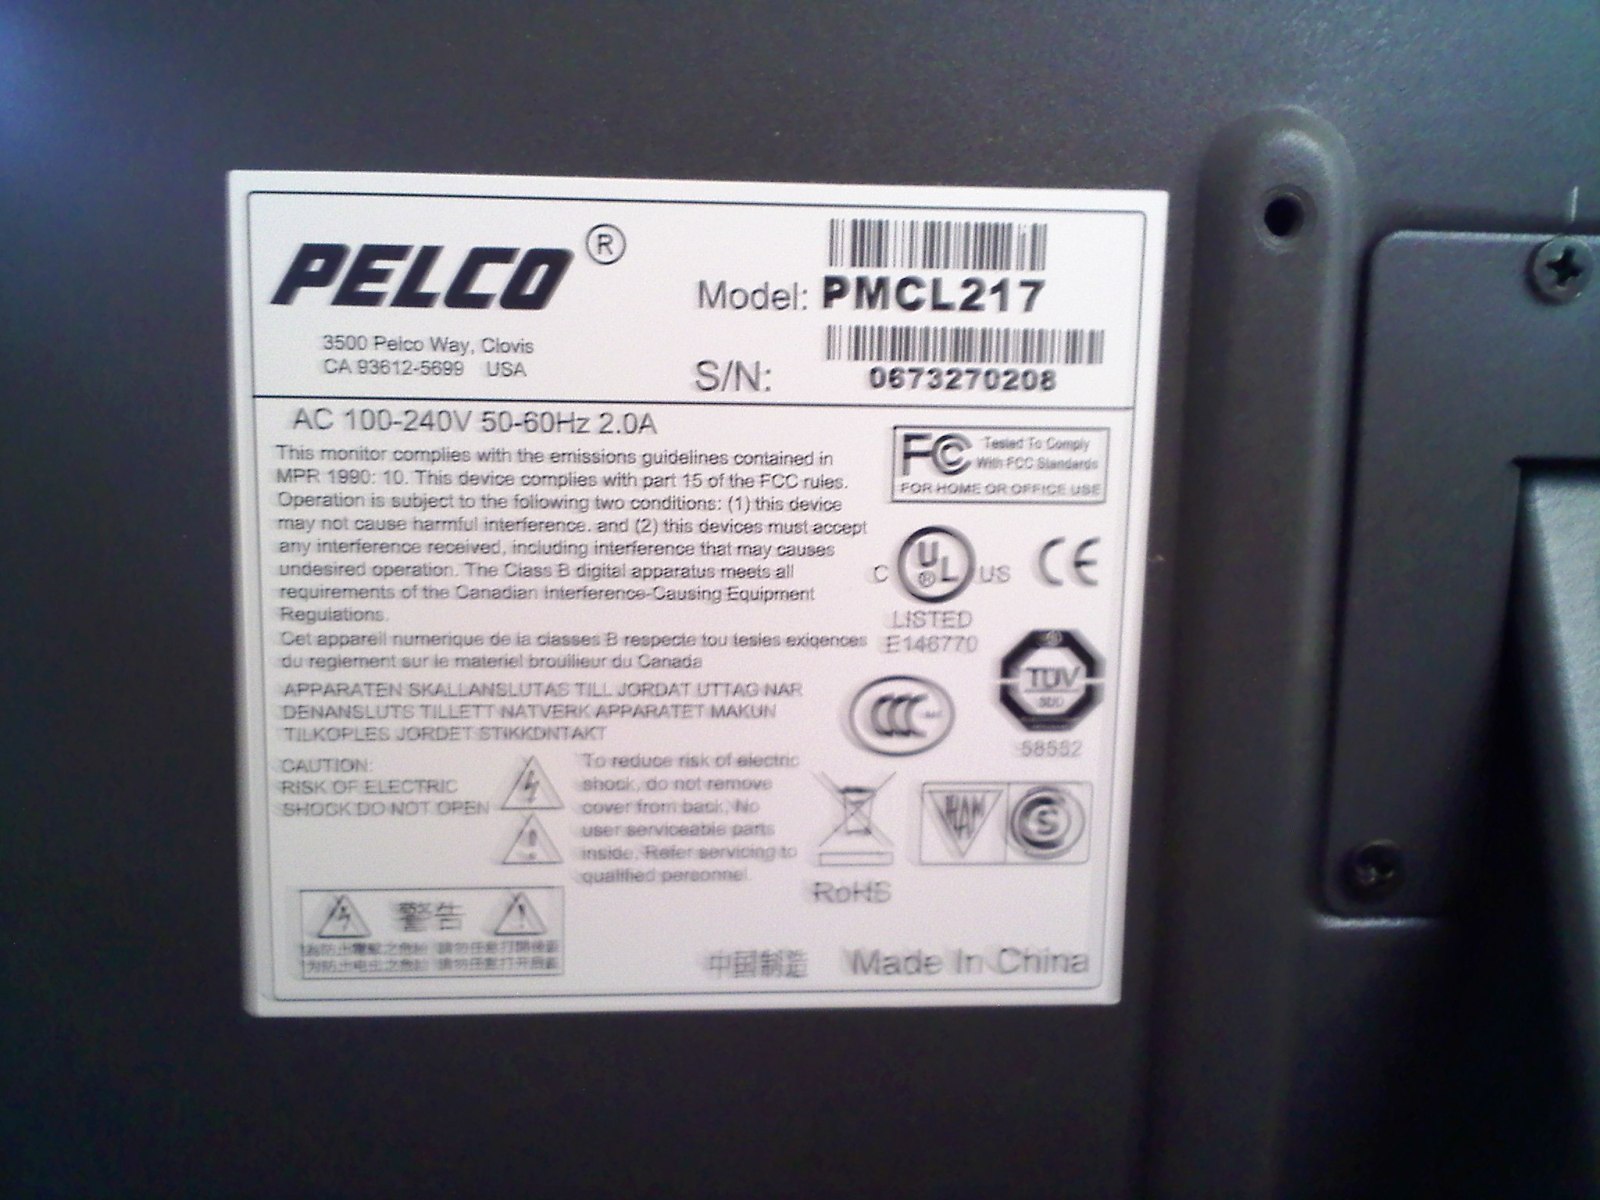 PELCO®
3500 Pelco Way, Clovis
CA 93612-5699 USA
Model: PMCL217
S/N: 0673270208
AC 100-240V 50-60Hz 2.0A
This monitor complies with the emissions guidelines contained in
MPR 1990: 10. This device complies with part 15 of the FCC rules.
Operation is subject to the following two conditions: (1) this device
may not cause harmful interference. and (2) this devices must accept
any interference received, including interference that may causes
undesired operation. The Class B digital apparatus meets all
requirements of the Canadian Interference-Causing Equipment
Regulations.
Cet appareil numerique de la classes B respecte tou tesies exigences
du reglement sur le materiel brouilieur du Canada
APPARATEN SKALLANSLUTAS TILL JORDAT UTTAG NAR
DENANSLUTS TILLETT NATVERK APPARATET MAKUN
TILKOPLES JORDET STIKKDNTAKT
CAUTION:
RISK OF ELECTRIC
SHOCK DO NOT OPEN
To reduce risk of electric
shock, do not remove
cover from back. No
user serviceable parts
inside. Refer servicing to
qualified personnel.
FC Tested To Comply
With FCC Standards
FOR HOME OR OFFICE USE
C UL® US CE
LISTED
E146770
TUV
58552
CCC
RoHS
S
警告
中国制造 Made In China